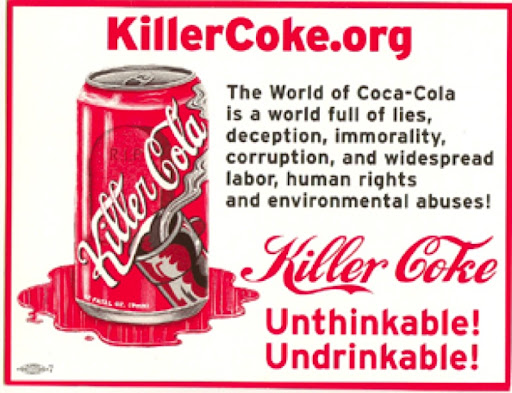 KillerCoke.org
The World of Coca-Cola
is a world full of lies,
deception, immorality,
corruption, and widespread
labor, human rights
and environmental abuses!
Killer Cola
Killer Coke
Unthinkable!
Undrinkable!